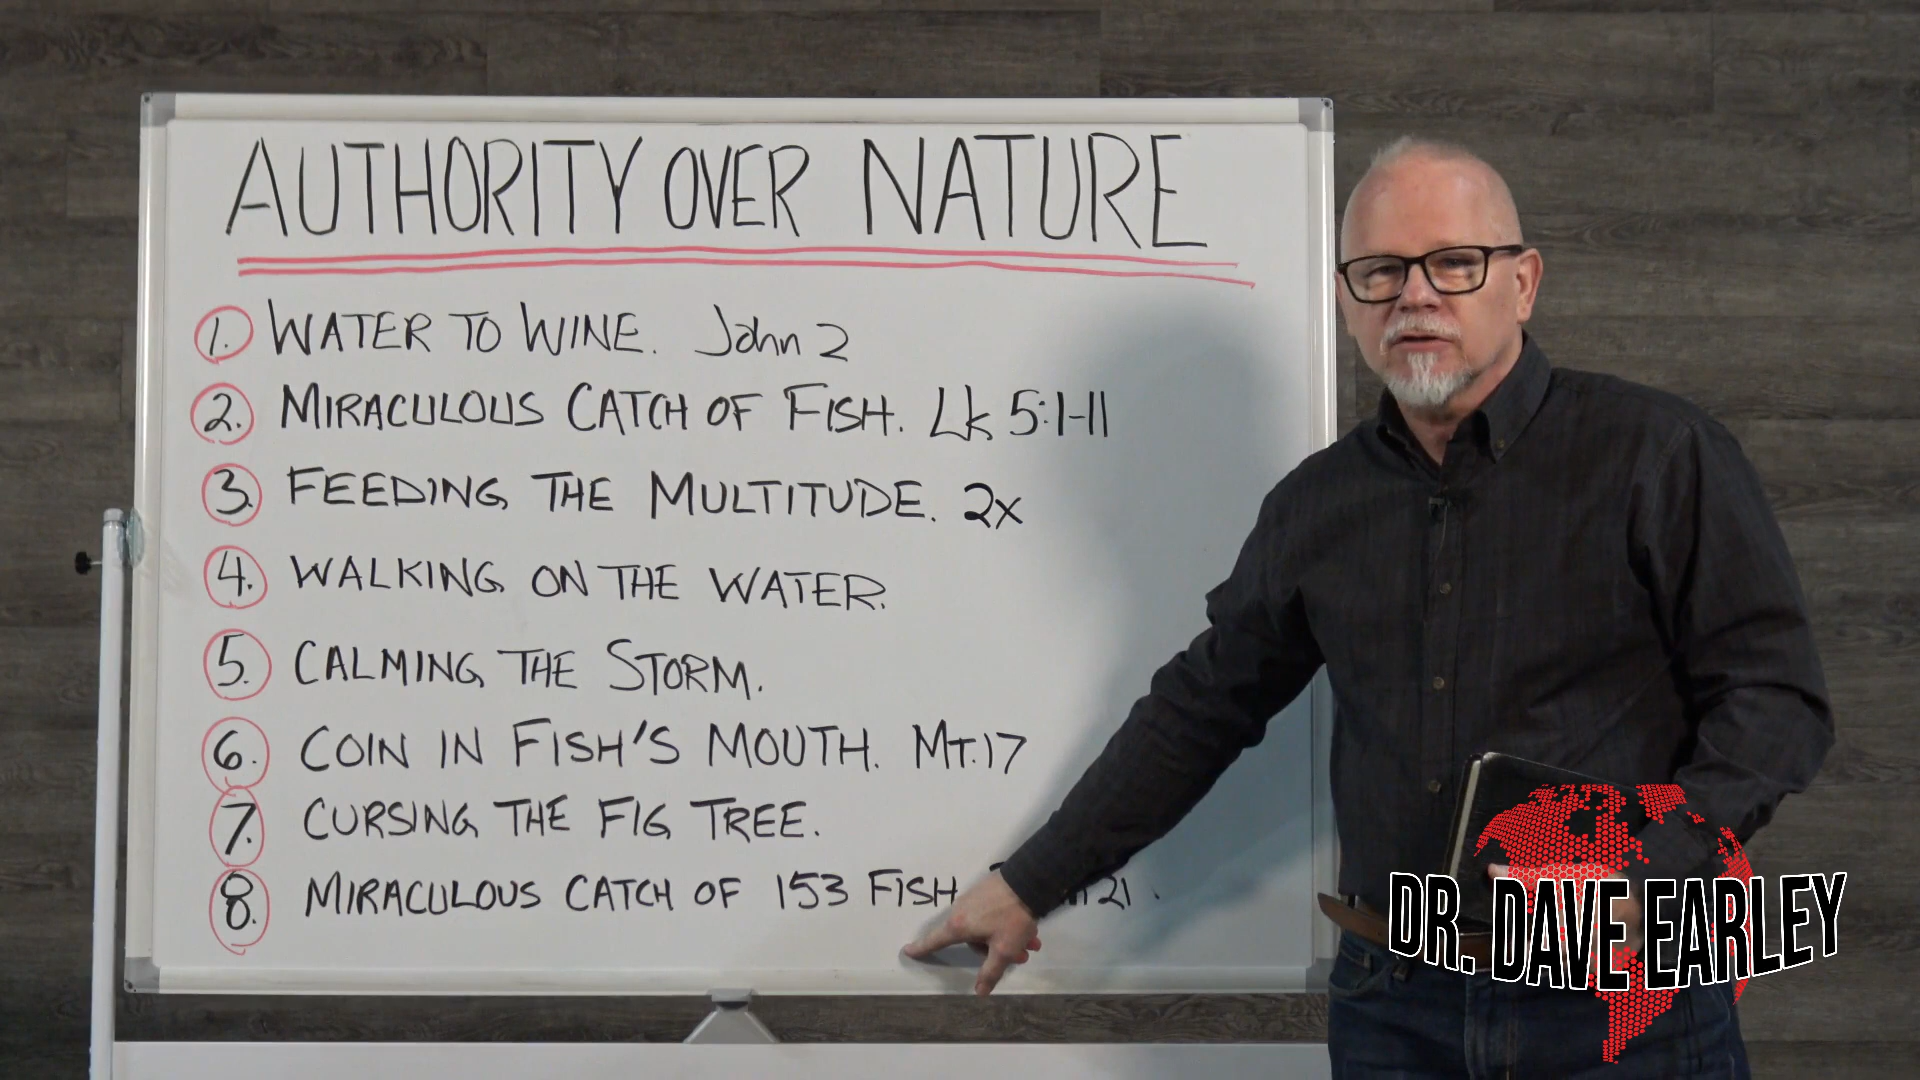 AUTHORITY OVER NATURE
1. WATER TO WINE. John 2
2. MIRACULOUS CATCH OF FISH. Lk 5:1-11
3. FEEDING THE MULTITUDE. 2x
4. WALKING ON THE WATER.
5. CALMING THE STORM.
6. COIN IN FISH'S MOUTH. MT.17
7. CURSING THE FIG TREE.
8. MIRACULOUS CATCH OF 153 FISH 21.
DR. DAVE EARLEY